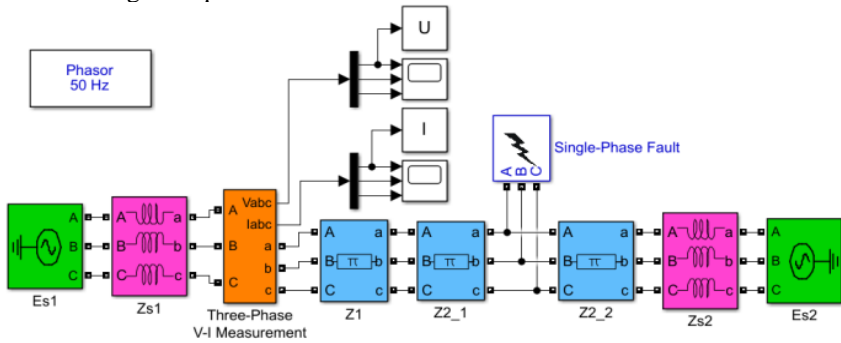 U
Phasor
50 Hz
I
Single-Phase Fault
A
B
C
Vabc
Iabc
A
B
C
A
B
C
a
b
c
A
B
C
a
b
c
A
B
C
π
a
b
c
A
B
C
π
a
b
c
A
B
C
π
a
b
c
A
B
C
a
b
c
A
B
C
Es1
Zs1
Three-Phase
V-I Measurement
Z1
Z2_1
Z2_2
Zs2
Es2